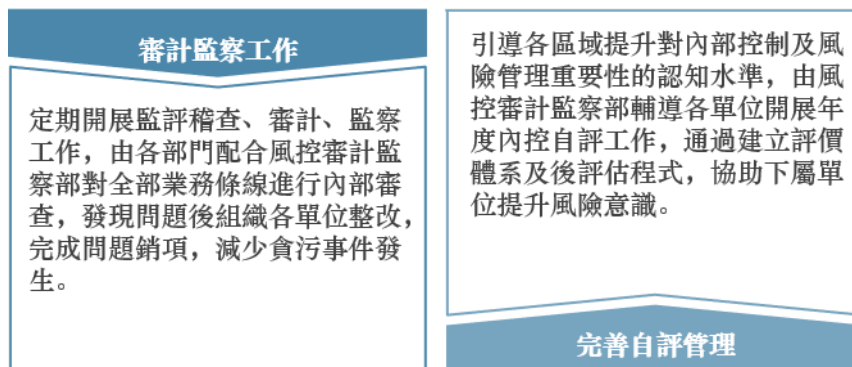 審計監察工作
定期開展監評稽查、審計、監察
工作，由各部門配合風控審計監
察部對全部業務條線進行內部審
查，發現問題後組織各單位整改，
完成問題銷項，減少貪污事件發
生。
引導各區域提升對內部控制及風
險管理重要性的認知水準，由風
控審計監察部輔導各單位開展年
度內控自評工作，通過建立評價
體系及後評估程式，協助下屬單
位提升風險意識。
完善自評管理